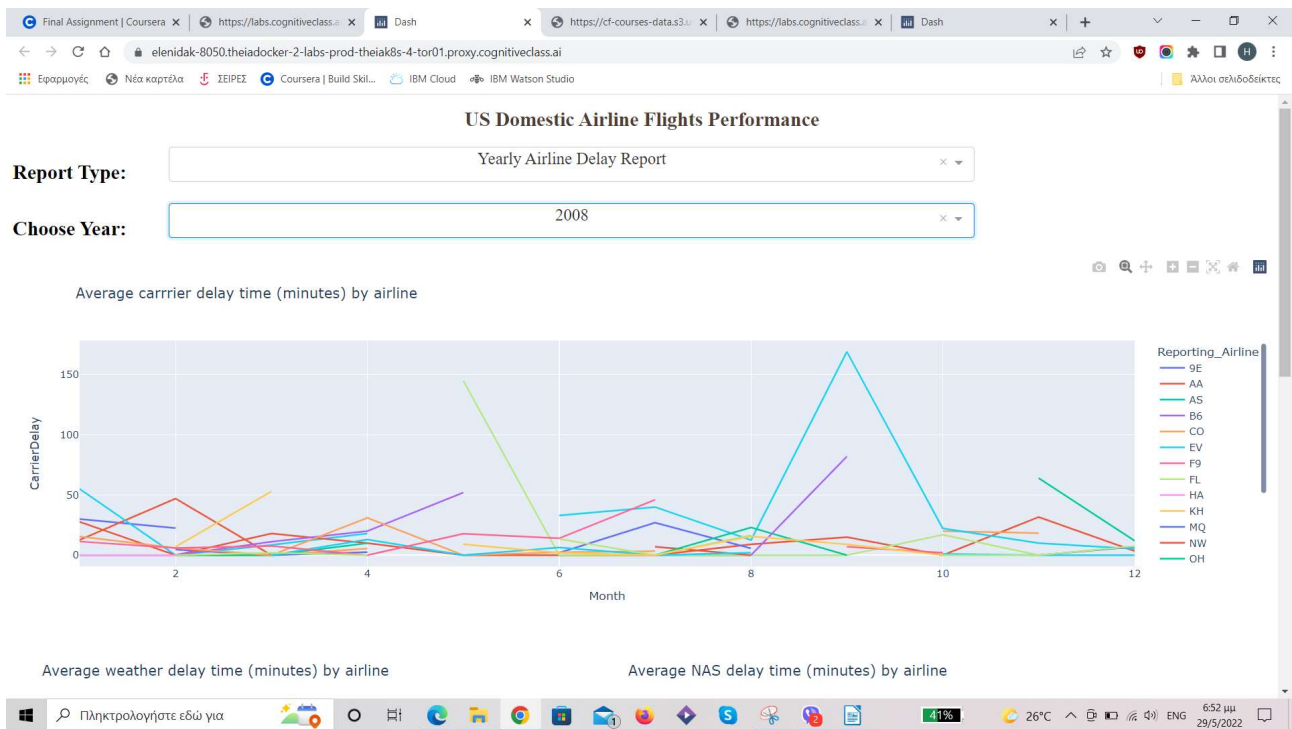 Final Assignment | Coursera
https://labs.cognitiveclass.a
Dash
https://cf-courses-data.s3.u
https://labs.cognitiveclass.a
Dash
elenidak-8050.theiadocker-2-labs-prod-theiak8s-4-tor01.proxy.cognitiveclass.ai
H
Εφαρμογές
Νέα καρτέλα
ΣΕΙΡΕΣ
Coursera | Build Skil...
IBM Cloud
IBM Watson Studio
Άλλοι σελιδοδείκτες
US Domestic Airline Flights Performance
Report Type:
Yearly Airline Delay Report
Choose Year:
2008
Average carrrier delay time (minutes) by airline
CarrierDelay
150
100
50
0
2
4
6
8
10
12
Month
Reporting_Airline
9E
AA
AS
B6
CO
EV
F9
FL
HA
KH
MQ
NW
OH
Average weather delay time (minutes) by airline
Average NAS delay time (minutes) by airline
Πληκτρολογήστε εδώ για
1
2
41%
26°C
ENG
6:52 μμ
29/5/2022